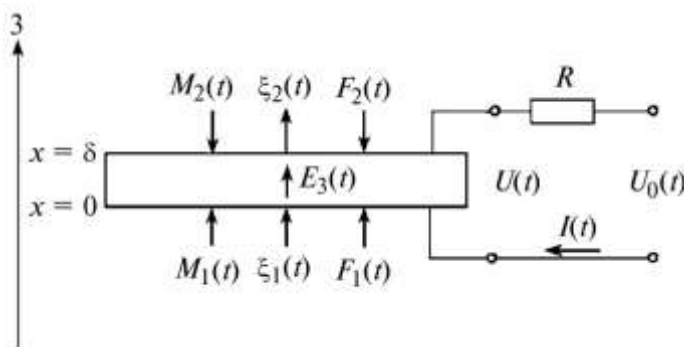 3
M₂(t) ξ₂(t) F₂(t) R
x = δ
E₃(t) U(t) U₀(t)
x = 0
I(t)
M₁(t) ξ₁(t) F₁(t)